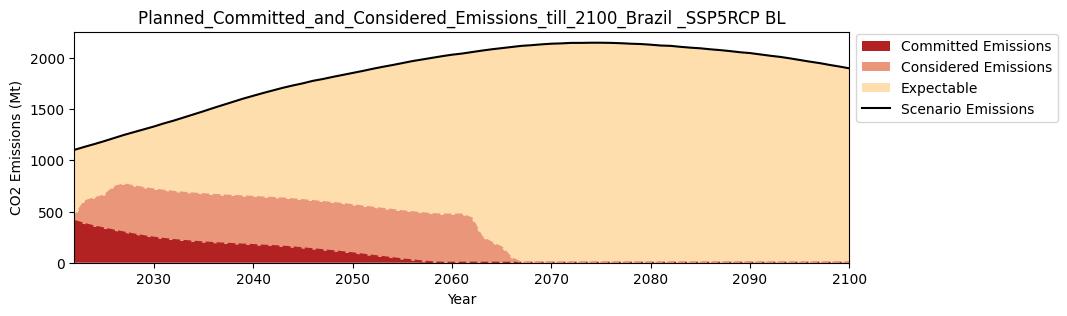 Planned_Committed_and_Considered_Emissions_till_2100_Brazil _SSP5RCP BL
CO2 Emissions (Mt)
2000
1500
1000
500
0
2030 2040 2050 2060 2070 2080 2090 2100
Year
Committed Emissions
Considered Emissions
Expectable
Scenario Emissions